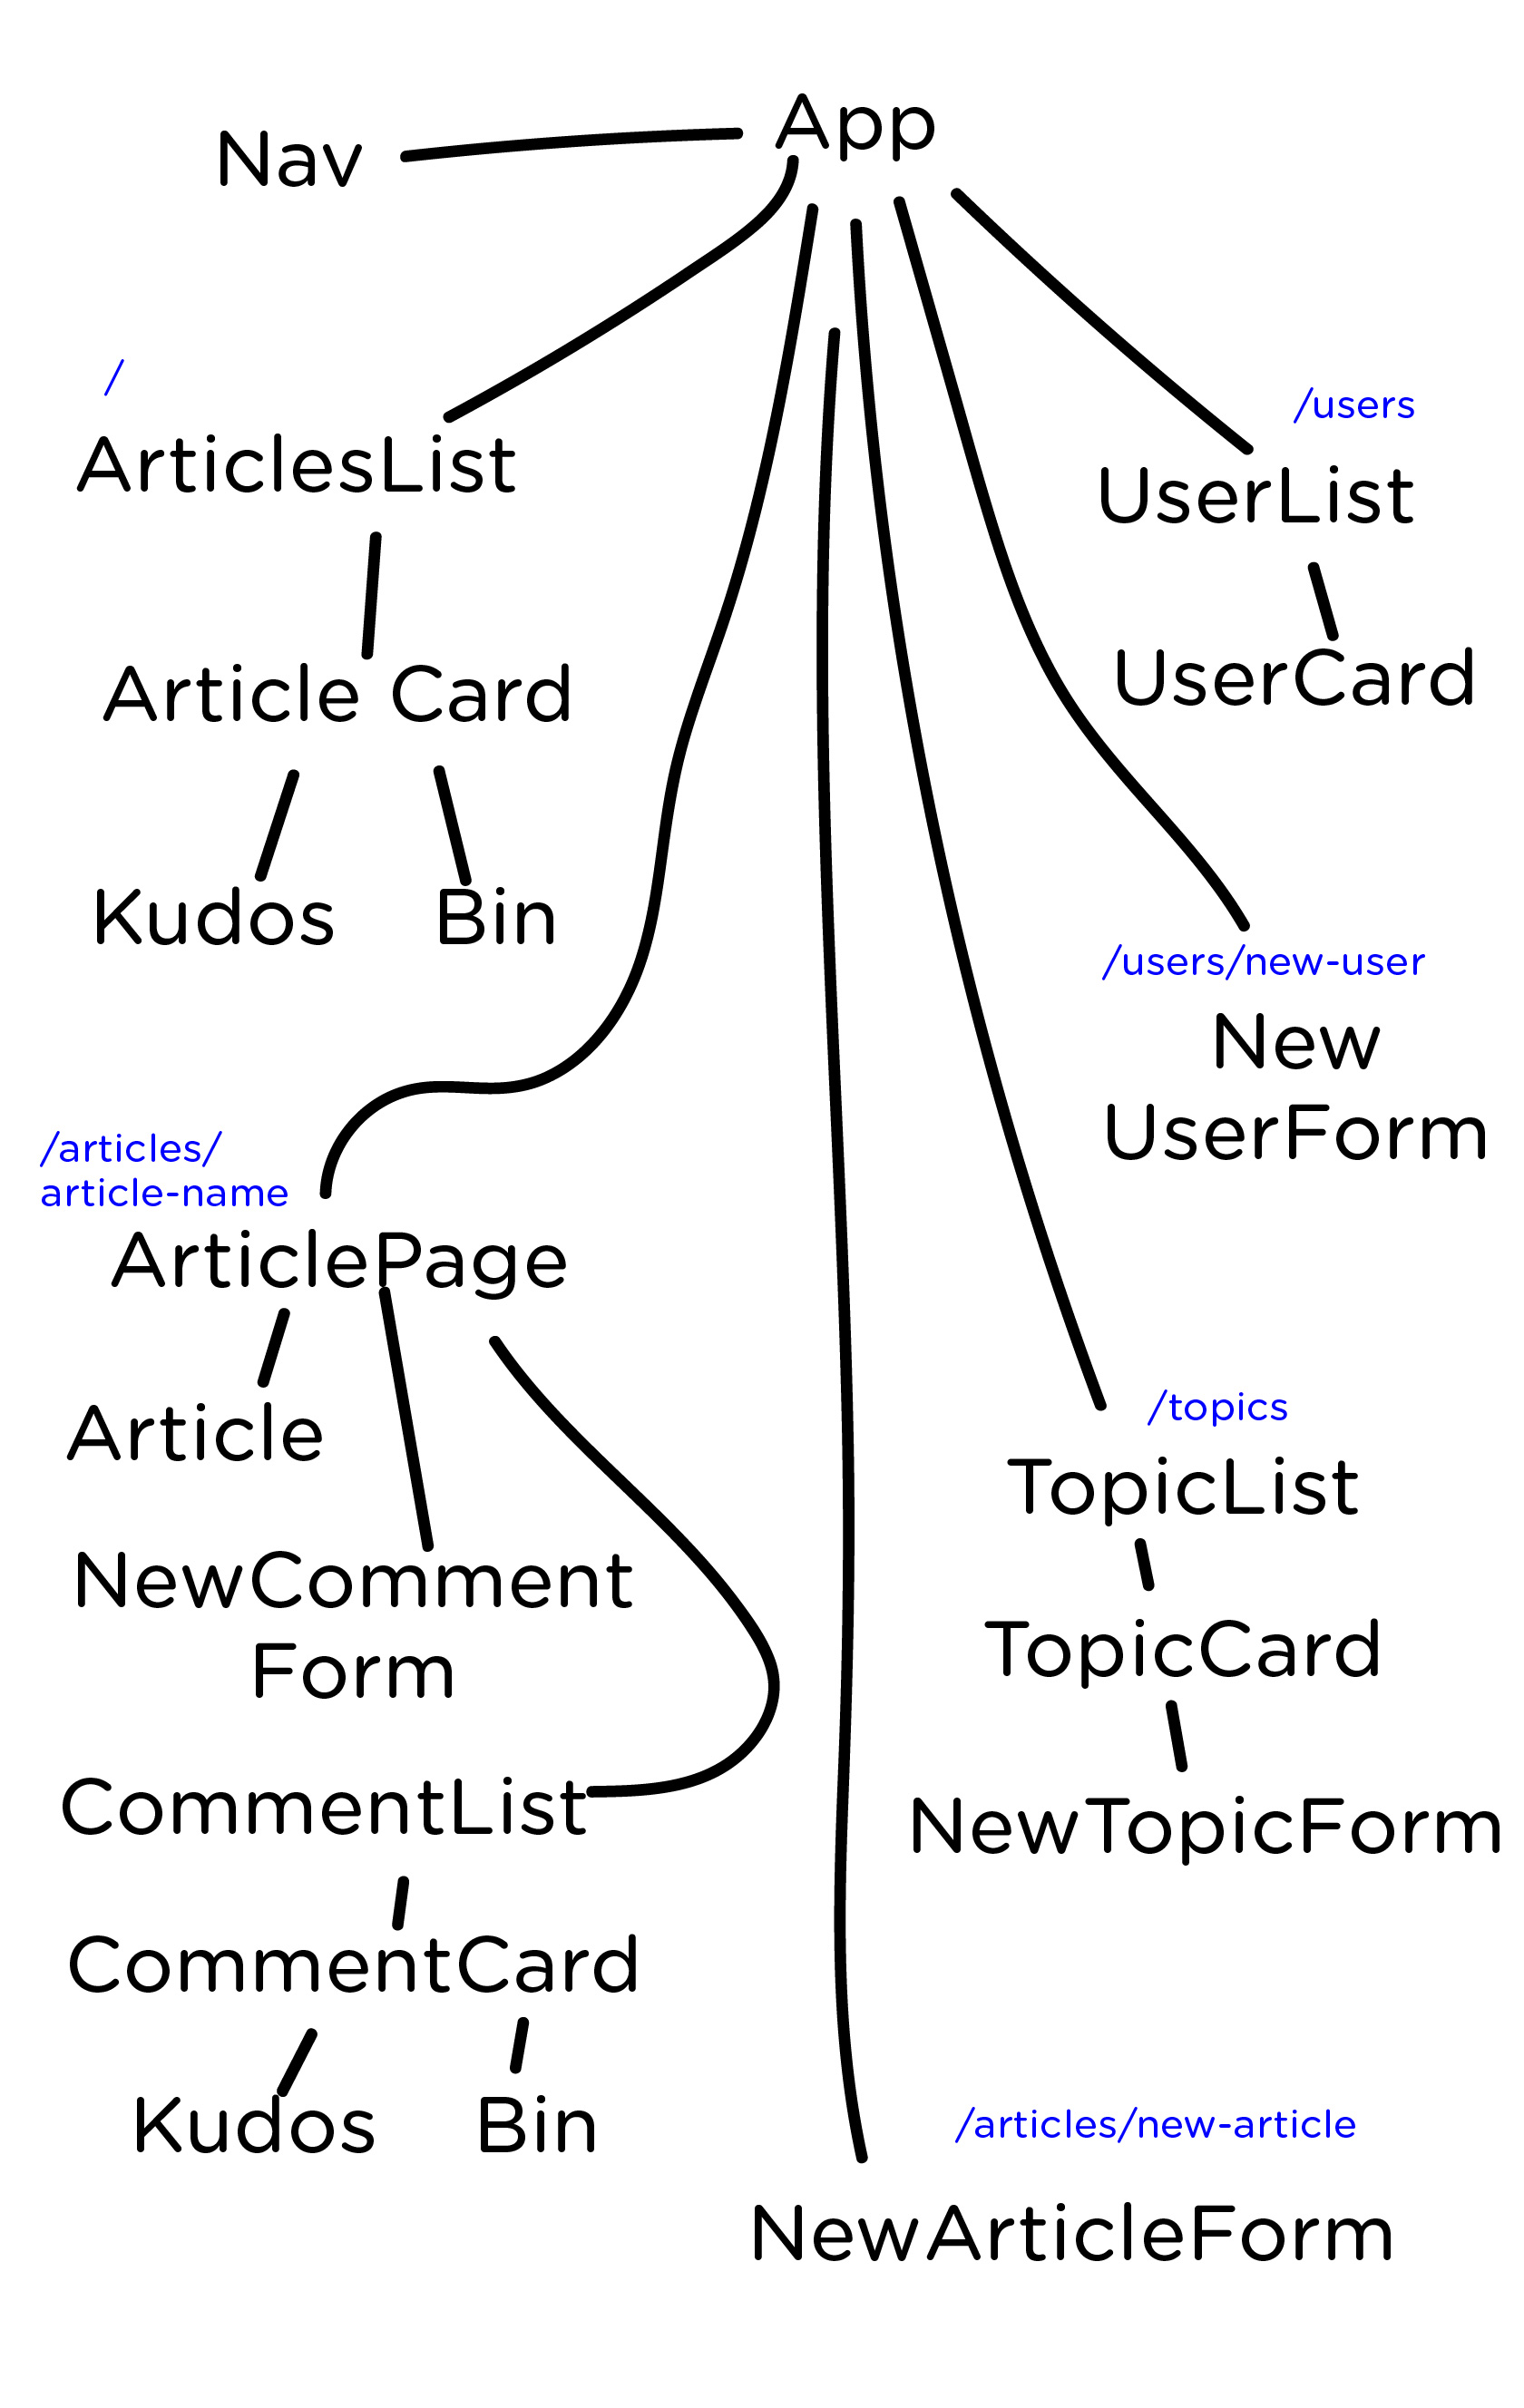 App
Nav
/
ArticlesList
Article Card
Kudos
Bin
/articles/
article-name
ArticlePage
Article
NewComment
Form
CommentList
CommentCard
Kudos
Bin
/users
UserList
UserCard
/users/new-user
New
UserForm
/topics
TopicList
TopicCard
NewTopicForm
/articles/new-article
NewArticleForm